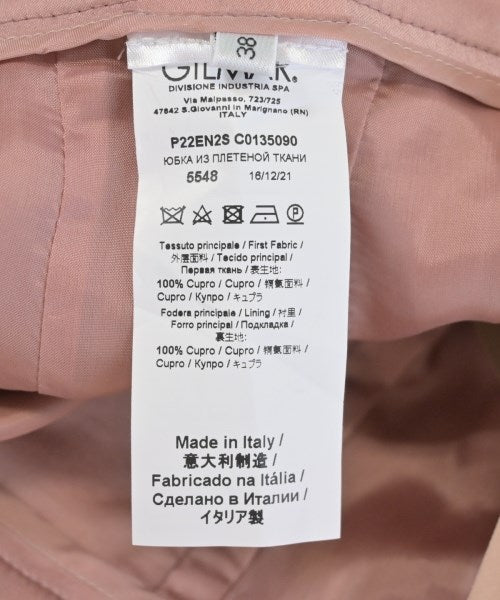 38
GILMAR®
DIVISIONE INDUSTRIA SPA
Via Malpasso, 723/725
47842 S.Giovanni in Marignano (RN)
ITALY
P22EN2S C0135090
ЮБКА ИЗ ПЛЕТЕНОЙ ТКАНИ
5548 16/12/21
Tessuto principale / First Fabric /
外层面料 / Tecido principal /
Первая ткань / 表生地:
100% Cupro / Cupro / 铜氨面料 /
Cupro / Купро / キュプラ
Fodera principale / Lining / 衬里 /
Forro principal / Подкладка /
裏生地:
100% Cupro / Cupro / 铜氨面料 /
Cupro / Купро / キュプラ
Made in Italy /
意大利制造 /
Fabricado na Itália /
Сделано в Италии /
イタリア製